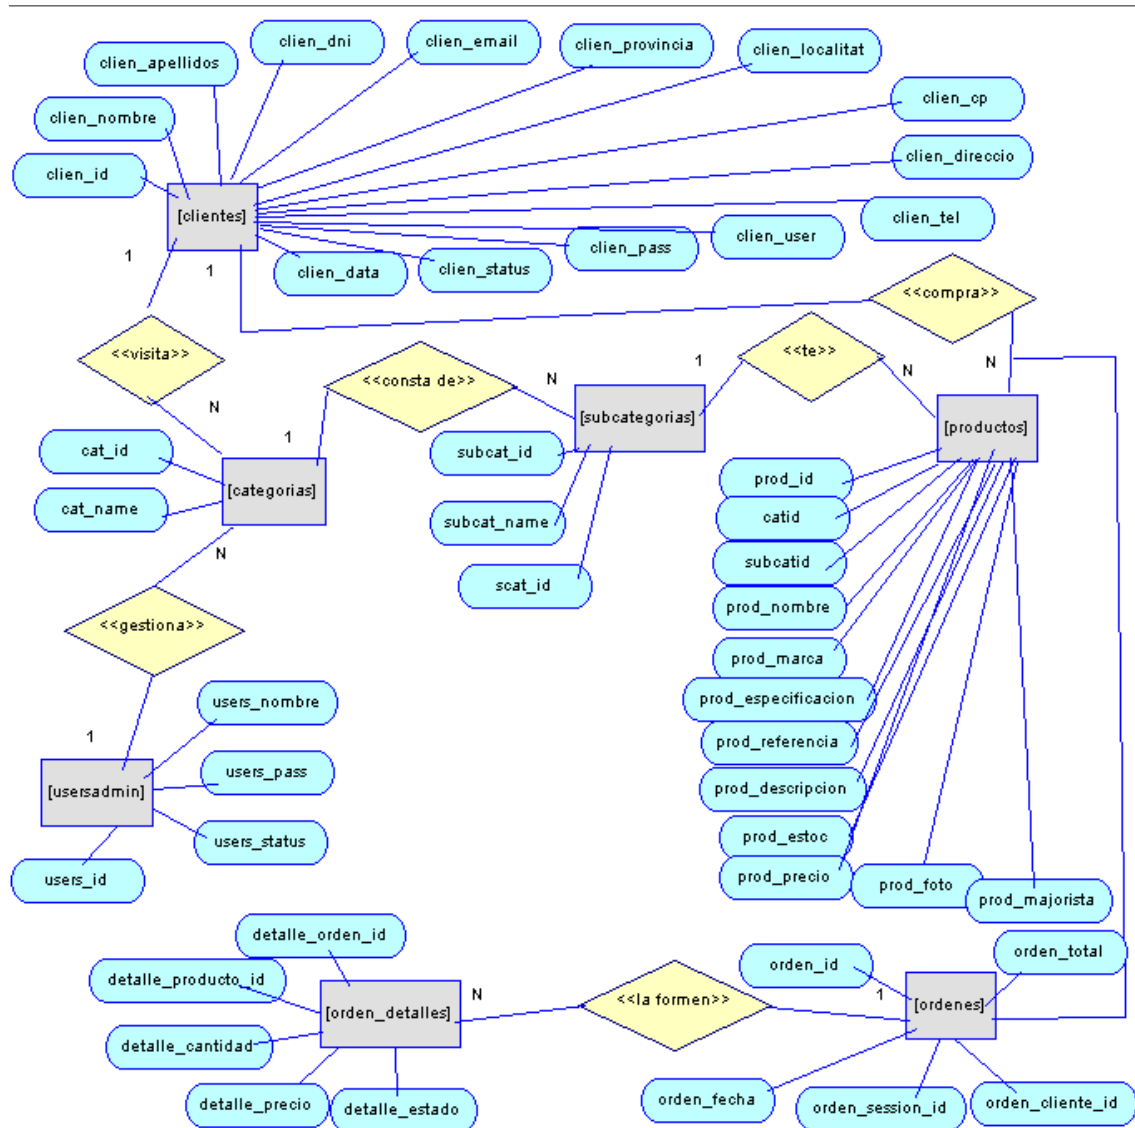 clien_dni
clien_email
clien_provincia
clien_localitat
clien_apellidos
clien_cp
clien_nombre
clien_direccio
clien_id
[clientes]
clien_tel
clien_user
clien_pass
1
1
clien_data
clien_status
<<compra>>
<<visita>>
<<consta de>>
N
1
<<te>>
N
N
N
1
[subcategorias]
[productos]
cat_id
subcat_id
prod_id
[categorias]
cat_name
subcat_name
catid
N
scat_id
subcatid
prod_nombre
<<gestiona>>
prod_marca
users_nombre
prod_especificacion
1
prod_referencia
users_pass
[usersadmin]
prod_descripcion
users_status
prod_estoc
users_id
prod_precio
prod_foto
prod_majorista
detalle_orden_id
orden_total
orden_id
detalle_producto_id
N
<<la formen>>
1
[orden_detalles]
[ordenes]
detalle_cantidad
orden_fecha
detalle_precio
detalle_estado
orden_session_id
orden_cliente_id